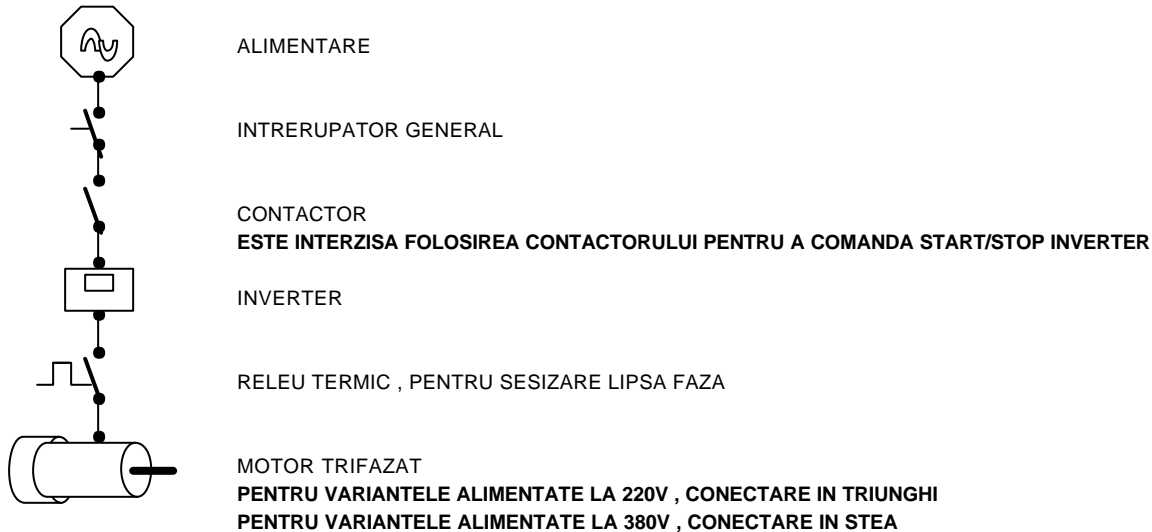 ALIMENTARE
INTRERUPATOR GENERAL
CONTACTOR
ESTE INTERZISA FOLOSIREA CONTACTORULUI PENTRU A COMANDA START/STOP INVERTER
INVERTER
RELEU TERMIC , PENTRU SESIZARE LIPSA FAZA
MOTOR TRIFAZAT
PENTRU VARIANTELE ALIMENTATE LA 220V , CONECTARE IN TRIUNGHI
PENTRU VARIANTELE ALIMENTATE LA 380V , CONECTARE IN STEA